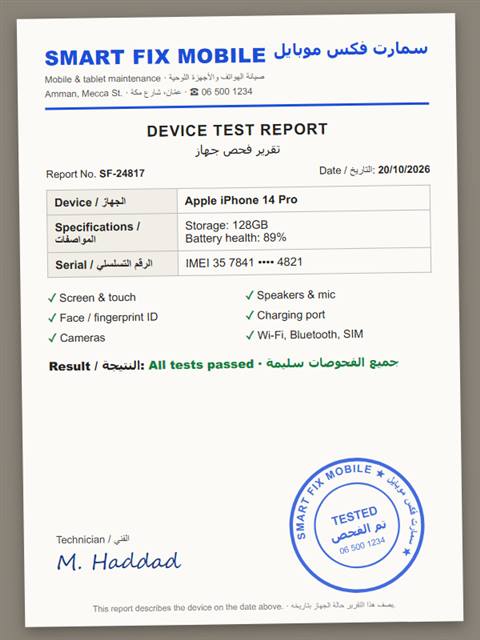 SMART FIX MOBILE سمارت فكس موبايل
Mobile & tablet maintenance · صيانة الهواتف والأجهزة اللوحية
Amman, Mecca St. · عمّان، شارع مكة · ☎ 06 500 1234
DEVICE TEST REPORT
تقرير فحص جهاز
Report No. SF-24817
Date / التاريخ: 20/10/2026
Device / الجهاز
Apple iPhone 14 Pro
Specifications / المواصفات
Storage: 128GB
Battery health: 89%
Serial / الرقم التسلسلي
IMEI 35 7841 •••• 4821
✓ Screen & touch
✓ Speakers & mic
✓ Face / fingerprint ID
✓ Charging port
✓ Cameras
✓ Wi-Fi, Bluetooth, SIM
Result / النتيجة: All tests passed · جميع الفحوصات سليمة
SMART FIX MOBILE ★ سمارت فكس موبايل ★
TESTED
تم الفحص
06 500 1234
Technician / الفني
M. Haddad
This report describes the device on the date above. · يصف هذا التقرير حالة الجهاز بتاريخه.